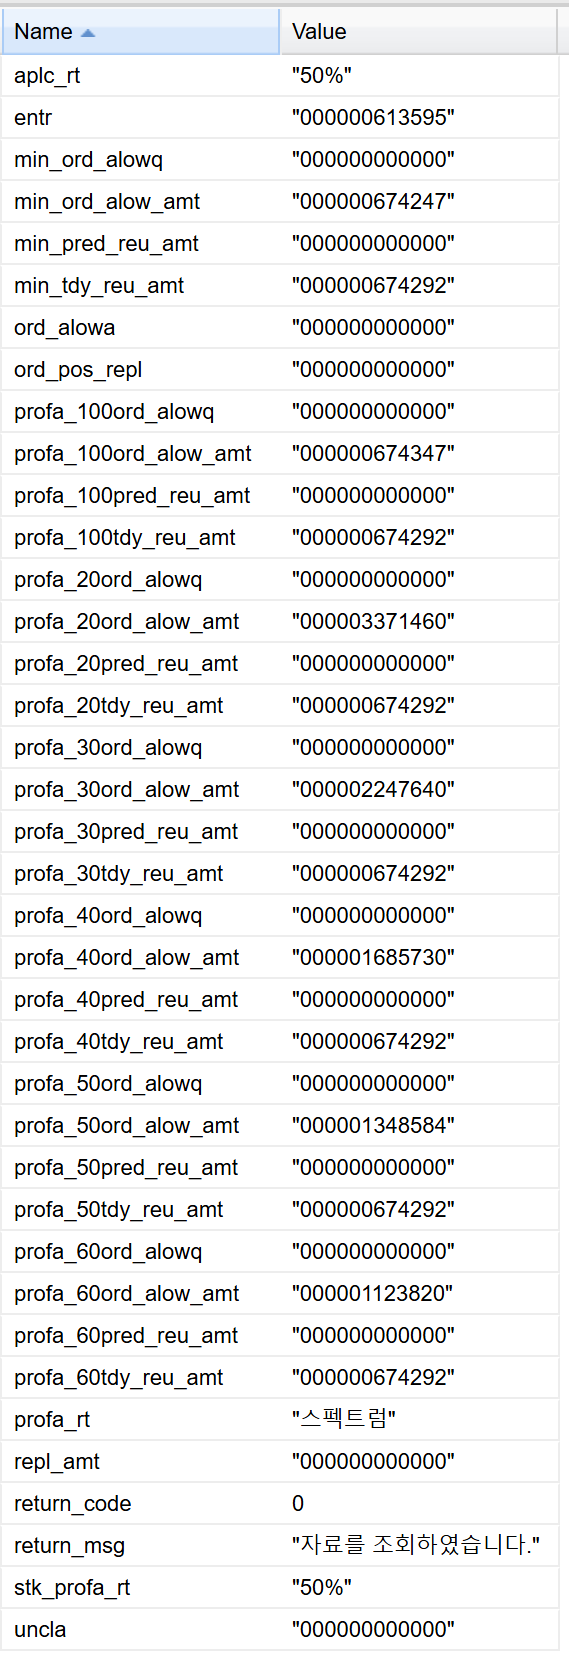 Name Value
aplc_rt "50%"
entr "000000613595"
min_ord_alowq "000000000000"
min_ord_alow_amt "000000674247"
min_pred_reu_amt "000000000000"
min_tdy_reu_amt "000000674292"
ord_alowa "000000000000"
ord_pos_repl "000000000000"
profa_100ord_alowq "000000000000"
profa_100ord_alow_amt "000000674347"
profa_100pred_reu_amt "000000000000"
profa_100tdy_reu_amt "000000674292"
profa_20ord_alowq "000000000000"
profa_20ord_alow_amt "000003371460"
profa_20pred_reu_amt "000000000000"
profa_20tdy_reu_amt "000000674292"
profa_30ord_alowq "000000000000"
profa_30ord_alow_amt "000002247640"
profa_30pred_reu_amt "000000000000"
profa_30tdy_reu_amt "000000674292"
profa_40ord_alowq "000000000000"
profa_40ord_alow_amt "000001685730"
profa_40pred_reu_amt "000000000000"
profa_40tdy_reu_amt "000000674292"
profa_50ord_alowq "000000000000"
profa_50ord_alow_amt "000001348584"
profa_50pred_reu_amt "000000000000"
profa_50tdy_reu_amt "000000674292"
profa_60ord_alowq "000000000000"
profa_60ord_alow_amt "000001123820"
profa_60pred_reu_amt "000000000000"
profa_60tdy_reu_amt "000000674292"
profa_rt "스펙트럼"
repl_amt "000000000000"
return_code 0
return_msg "자료를 조회하였습니다."
stk_profa_rt "50%"
uncla "000000000000"